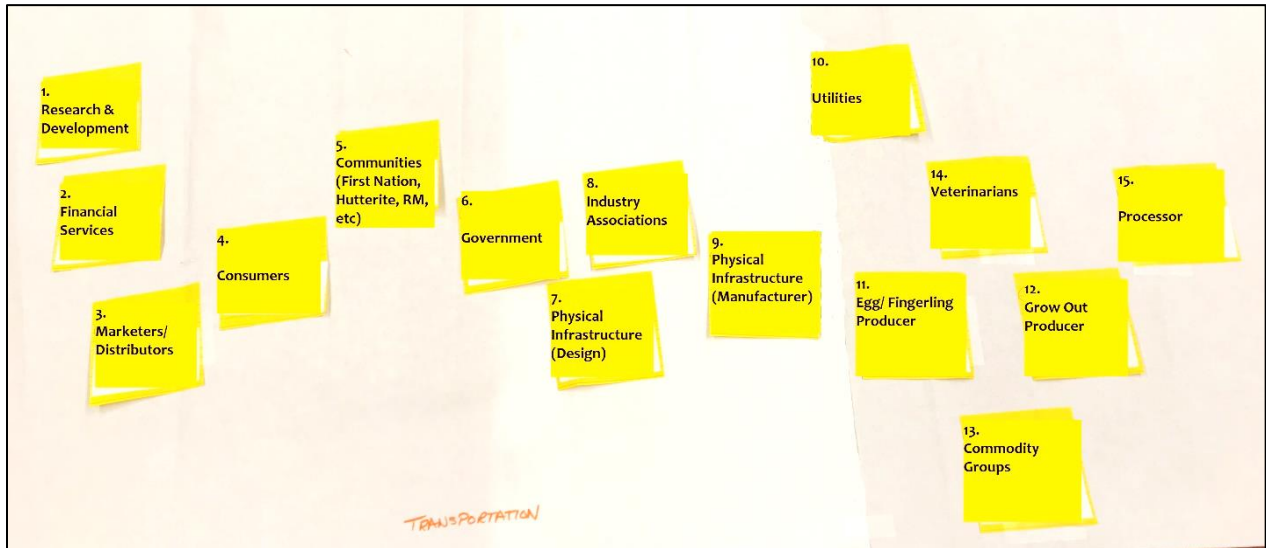 1.
Research &
Development
2.
Financial
Services
3.
Marketers/
Distributors
4.
Consumers
5.
Communities
(First Nation,
Hutterite, RM,
etc)
6.
Government
7.
Physical
Infrastructure
(Design)
8.
Industry
Associations
9.
Physical
Infrastructure
(Manufacturer)
10.
Utilities
11.
Egg/ Fingerling
Producer
12.
Grow Out
Producer
13.
Commodity
Groups
14.
Veterinarians
15.
Processor
TRANSPORTATION